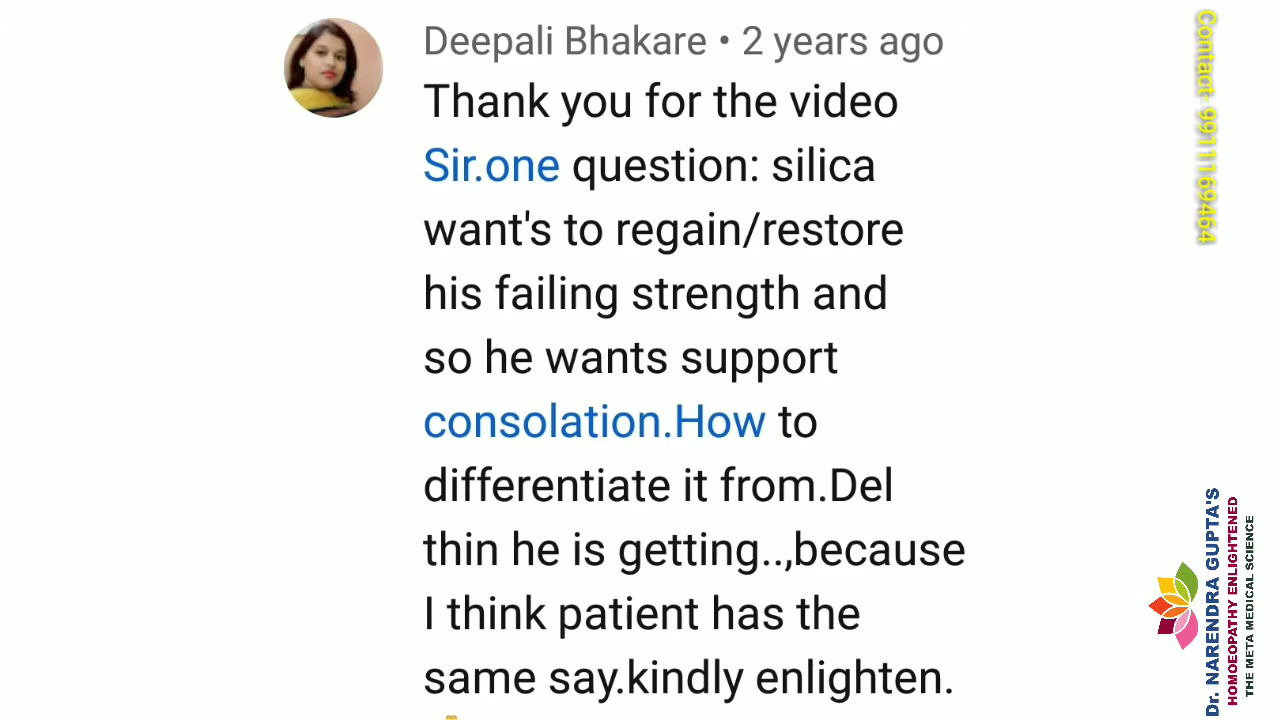 Deepali Bhakare • 2 years ago
Thank you for the video
Sir.one question: silica
want's to regain/restore
his failing strength and
so he wants support
consolation.How to
differentiate it from.Del
thin he is getting..,because
I think patient has the
same say.kindly enlighten.
Contact- 9911169464
Dr. NARENDRA GUPTA'S
HOMOEOPATHY ENLIGHTENED
THE META MEDICAL SCIENCE